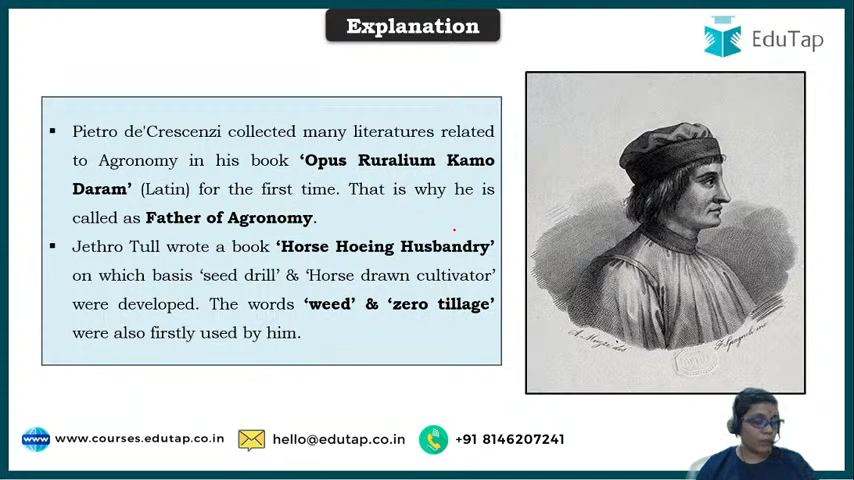 Explanation
EduTap
▪ Pietro de'Crescenzi collected many literatures related
to Agronomy in his book ‘Opus Ruralium Kamo
Daram’ (Latin) for the first time. That is why he is
called as Father of Agronomy.
▪ Jethro Tull wrote a book ‘Horse Hoeing Husbandry’
on which basis ‘seed drill’ & ‘Horse drawn cultivator’
were developed. The words ‘weed’ & ‘zero tillage’
were also firstly used by him.
www.courses.edutap.co.in
hello@edutap.co.in
+91 8146207241